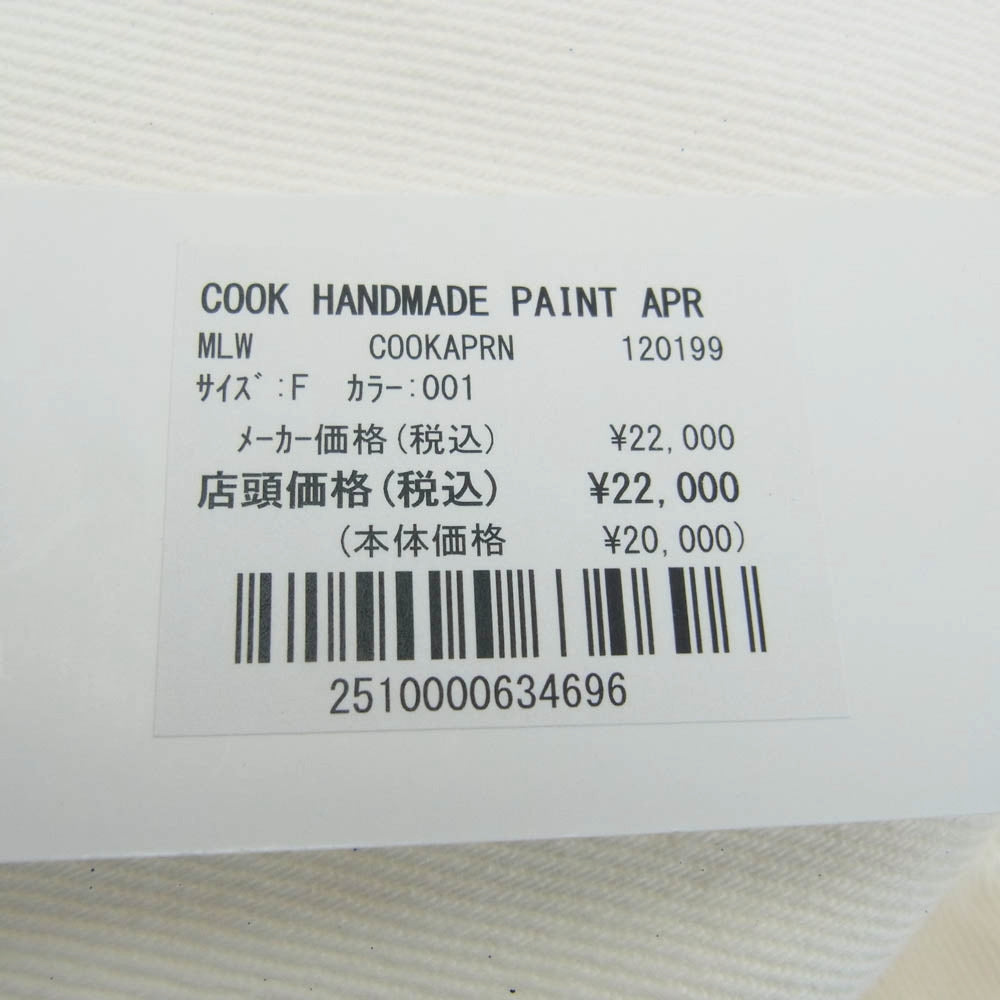 COOK HANDMADE PAINT APR
MLW COOKAPRN 120199
ｻｲｽﾞ:F ｶﾗｰ:001
ﾒｰｶｰ価格(税込) ¥22,000
店頭価格(税込) ¥22,000
(本体価格 ¥20,000)
2510000634696